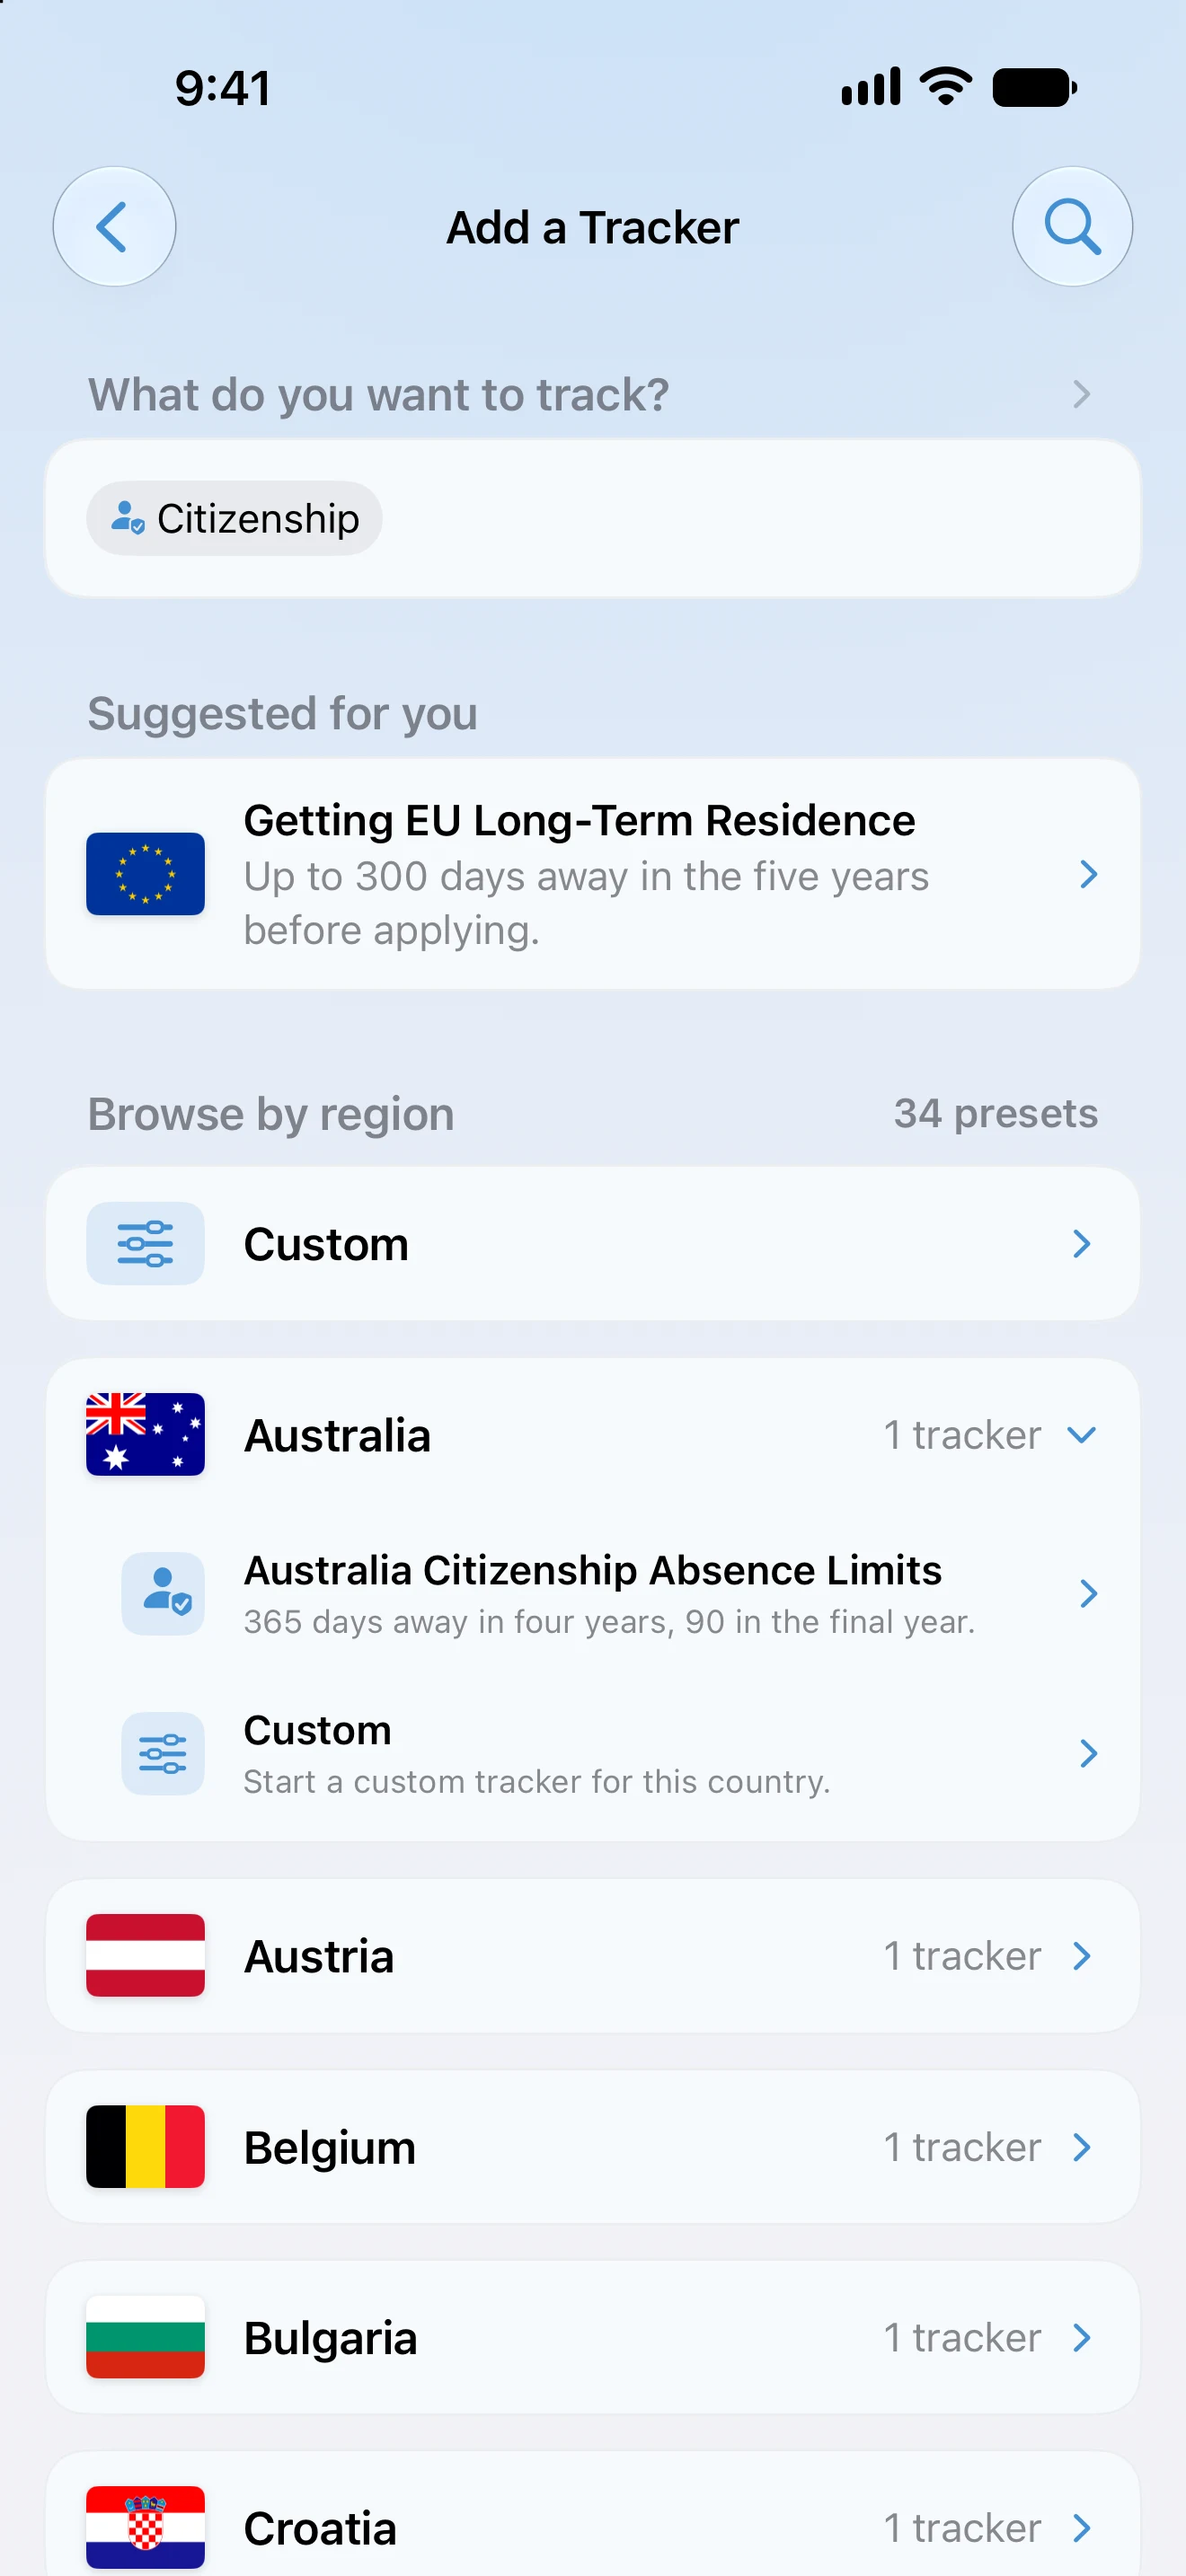 9:41
Add a Tracker
What do you want to track?
Citizenship
Suggested for you
Getting EU Long-Term Residence
Up to 300 days away in the five years
before applying.
Browse by region
34 presets
Custom
Australia
1 tracker
Australia Citizenship Absence Limits
365 days away in four years, 90 in the final year.
Custom
Start a custom tracker for this country.
Austria
1 tracker
Belgium
1 tracker
Bulgaria
1 tracker
Croatia
1 tracker